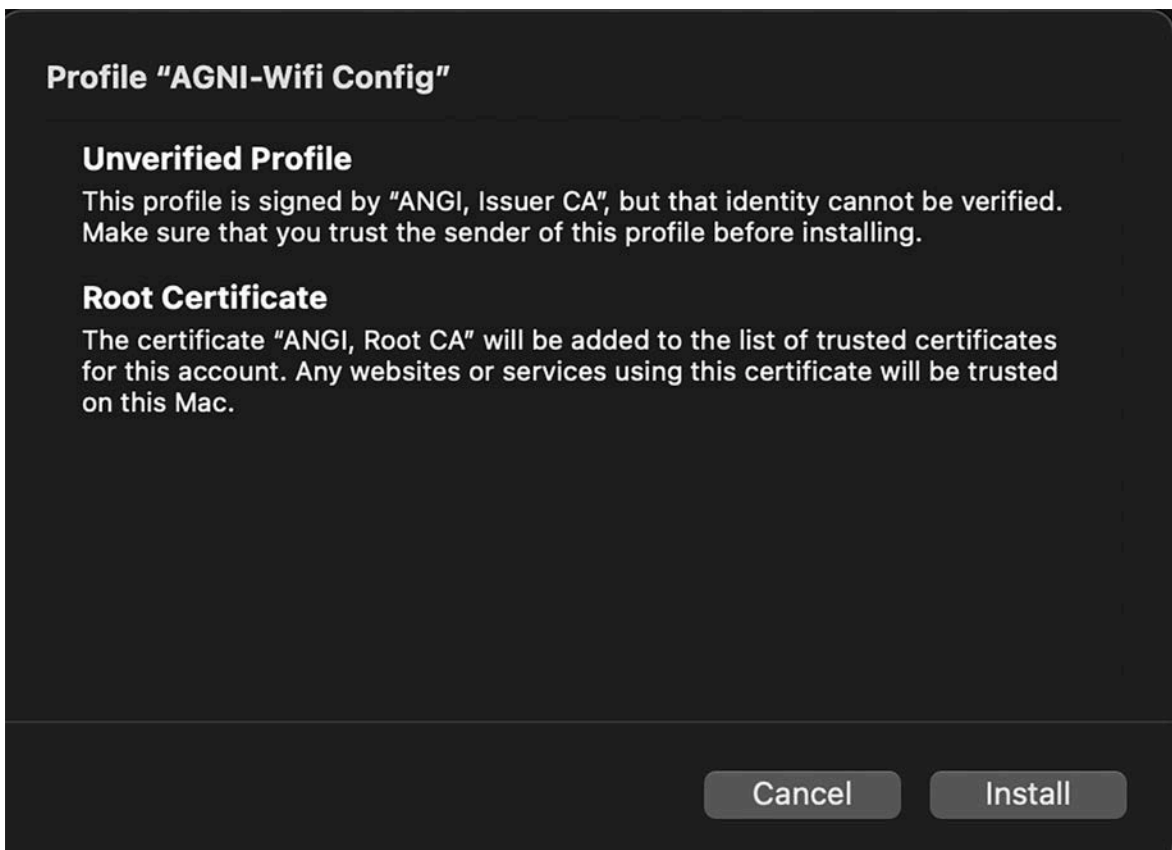 Profile “AGNI-Wifi Config”
Unverified Profile
This profile is signed by “ANGI, Issuer CA”, but that identity cannot be verified.
Make sure that you trust the sender of this profile before installing.
Root Certificate
The certificate “ANGI, Root CA” will be added to the list of trusted certificates
for this account. Any websites or services using this certificate will be trusted
on this Mac.
Cancel
Install